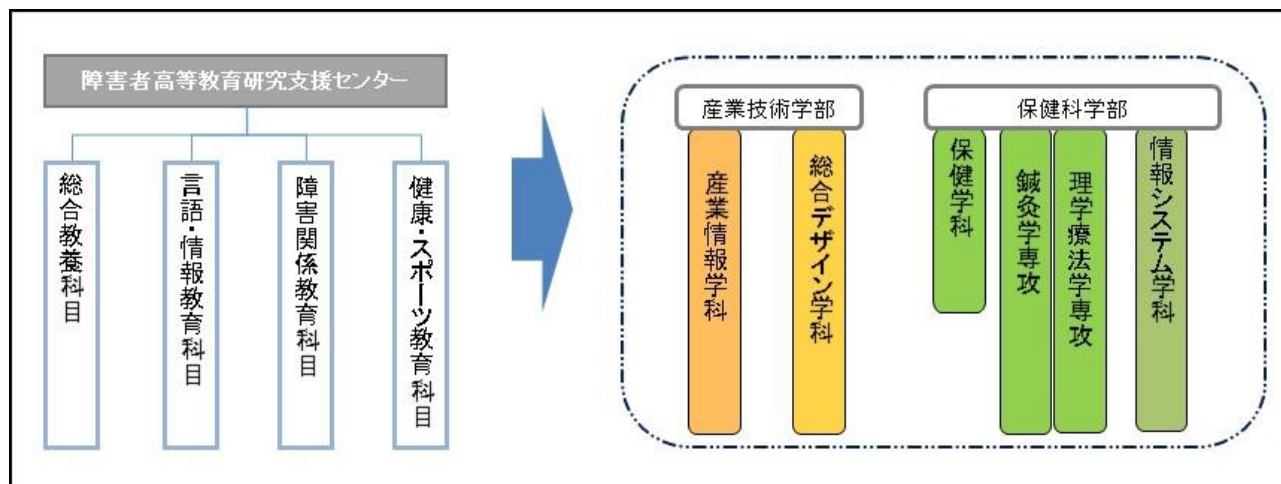 障害者高等教育研究支援センター
総合教養科目
言語・情報教育科目
障害関係教育科目
健康・スポーツ教育科目
産業技術学部
産業情報学科
総合デザイン学科
保健科学部
保健学科
鍼灸学専攻
理学療法学専攻
情報システム学科